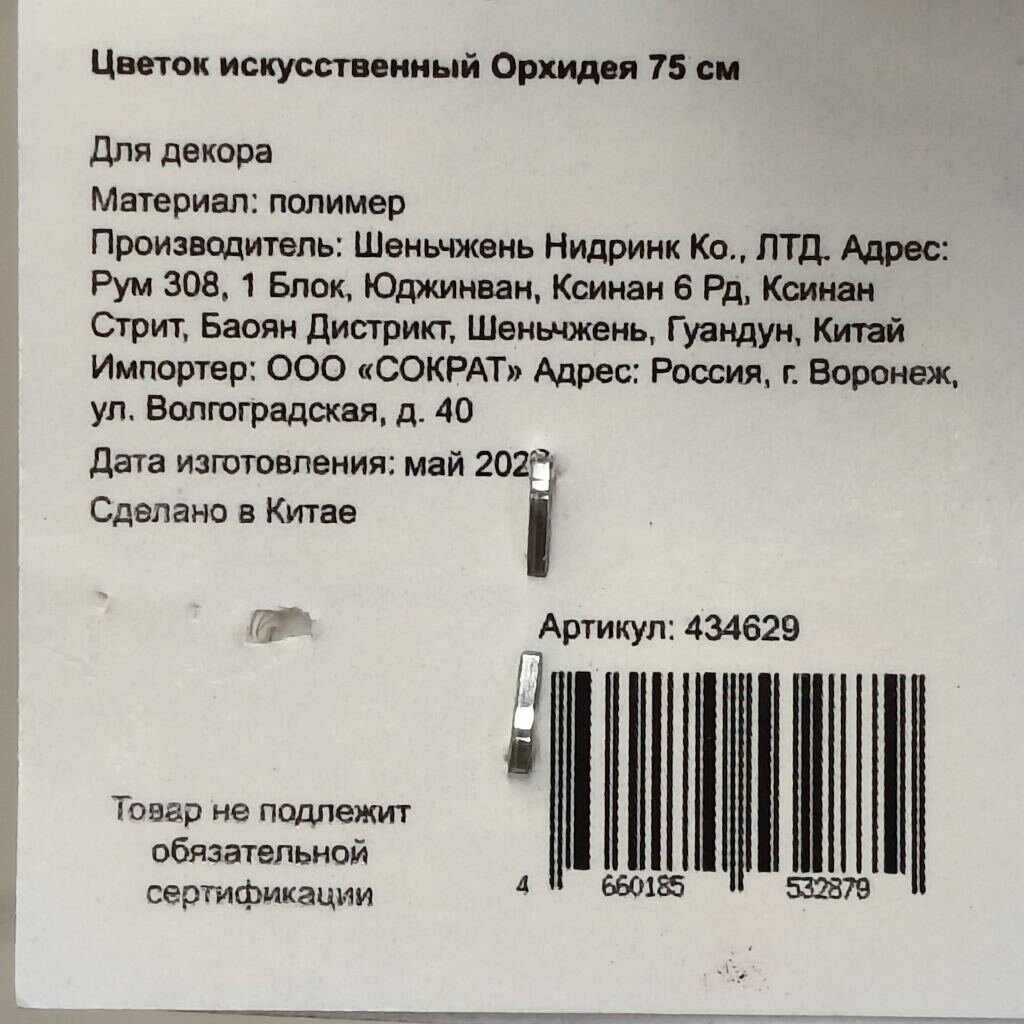 Цветок искусственный Орхидея 75 см
Для декора
Материал: полимер
Производитель: Шеньчжень Нидринк Ко., ЛТД. Адрес:
Рум 308, 1 Блок, Юджинван, Ксинан 6 Рд, Ксинан
Стрит, Баоян Дистрикт, Шеньчжень, Гуандун, Китай
Импортер: ООО «СОКРАТ» Адрес: Россия, г. Воронеж,
ул. Волгоградская, д. 40
Дата изготовления: май
Сделано в Китае
Артикул: 434629
Товар не подлежит
обязательной
сертификации
4 660185 532879